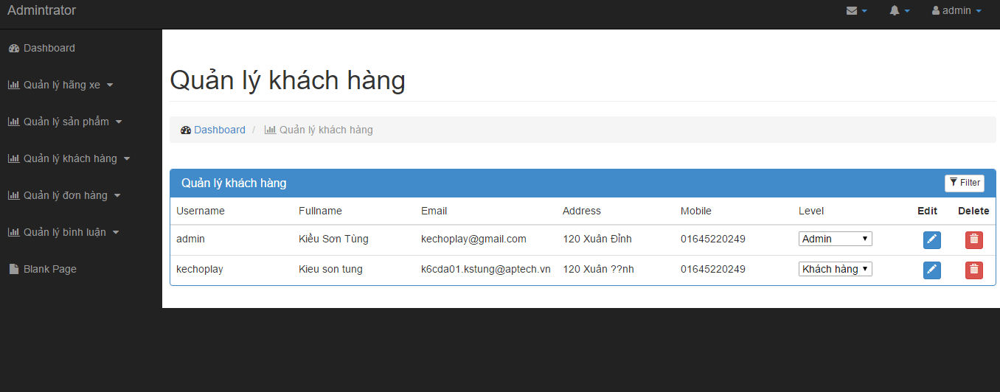 Admintrator
admin
Dashboard
Quản lý hãng xe
Quản lý sản phẩm
Quản lý khách hàng
Quản lý đơn hàng
Quản lý bình luận
Blank Page
Quản lý khách hàng
Dashboard / Quản lý khách hàng
Quản lý khách hàng Filter
Username Fullname Email Address Mobile Level Edit Delete
admin Kiều Sơn Tùng kechoplay@gmail.com 120 Xuân Đỉnh 01645220249 Admin
kechoplay Kieu son tung k6cda01.kstung@aptech.vn 120 Xuân ??nh 01645220249 Khách hàng